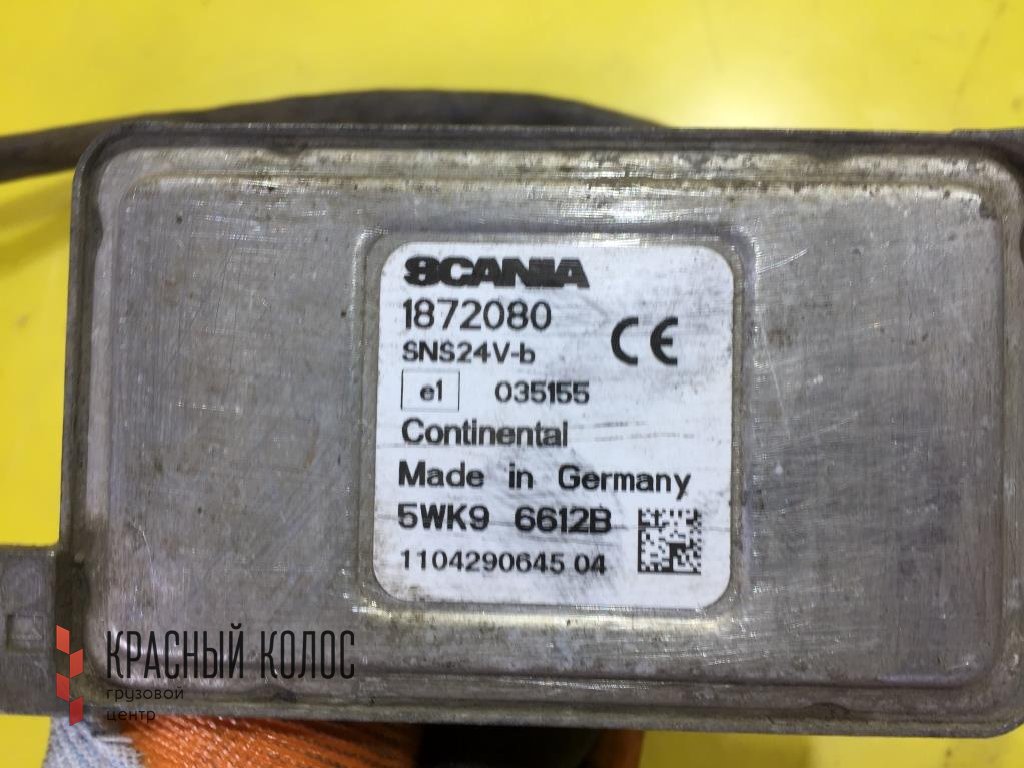 SCANIA
1872080
SNS24V-b
CE
e1 035155
Continental
Made in Germany
5WK9 6612B
1104290645 04
КРАСНЫЙ КОЛОС
грузовой
центр